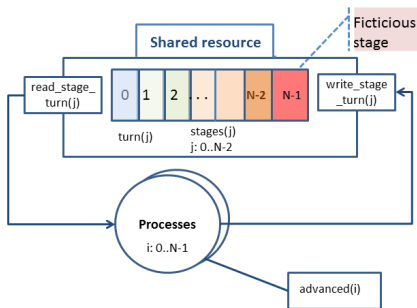 Ficticious
stage
Shared resource
read_stage_
turn(j)
0 1 2 ... N-2 N-1
write_stage
_turn(j)
turn(j)
stages(j)
j: 0..N-2
Processes
i: 0..N-1
advanced(i)